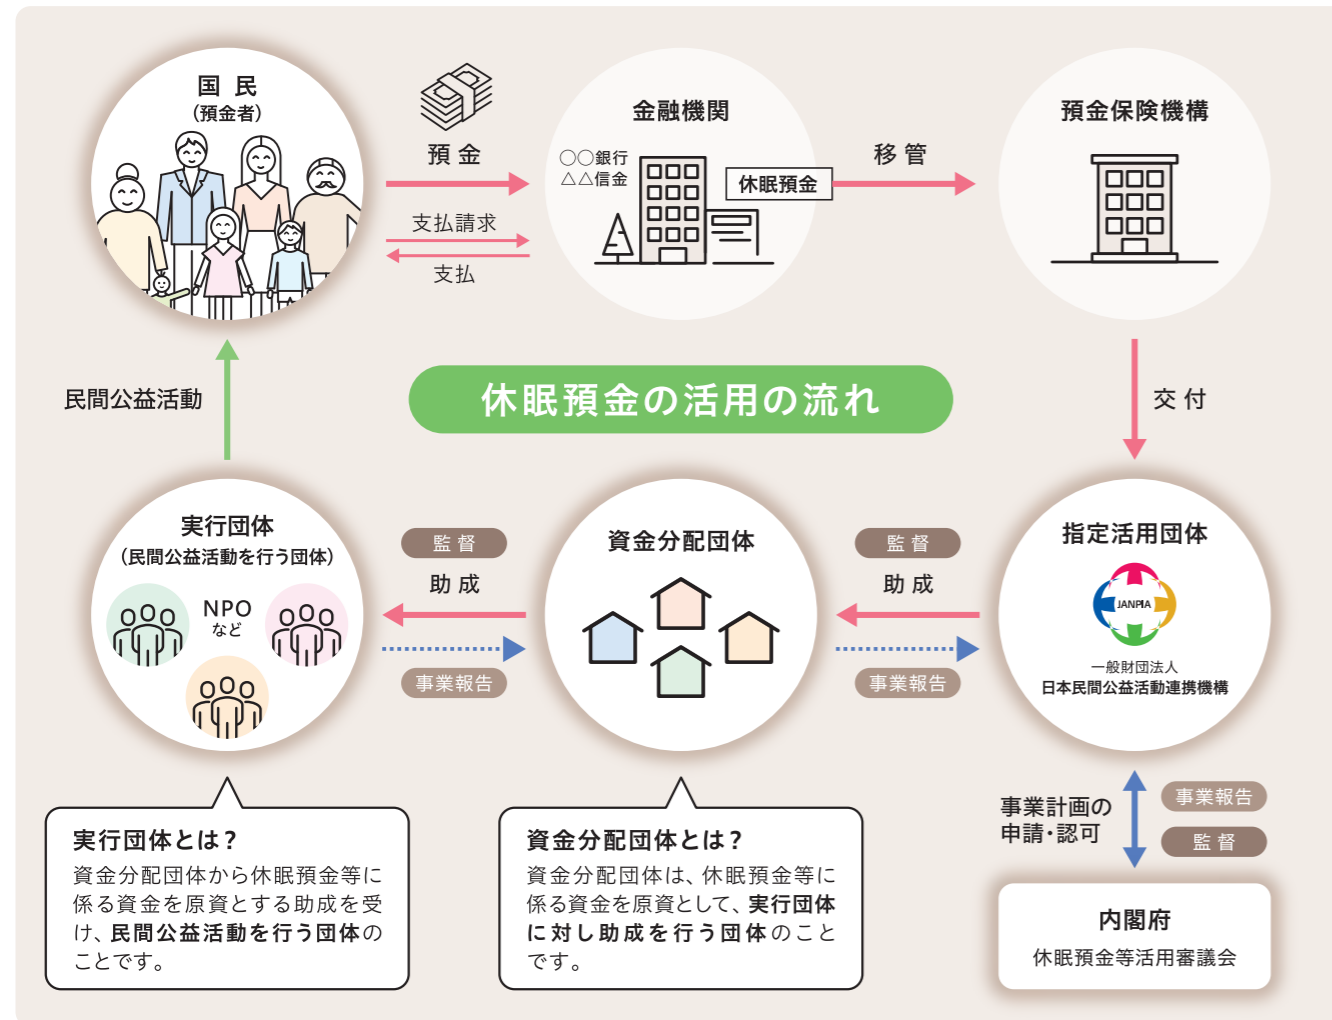 国民
(預金者)
預金
支払請求
支払
金融機関
〇〇銀行
△△信金
休眠預金
移管
預金保険機構
民間公益活動
休眠預金の活用の流れ
交付
実行団体
(民間公益活動を行う団体)
NPO
など
監督
助成
事業報告
資金分配団体
監督
助成
事業報告
指定活用団体
JANPIA
一般財団法人
日本民間公益活動連携機構
実行団体とは？
資金分配団体から休眠預金等に
係る資金を原資とする助成を受
け、民間公益活動を行う団体の
ことです。
資金分配団体とは？
資金分配団体は、休眠預金等に
係る資金を原資として、実行団体
に対し助成を行う団体のこと
です。
事業計画の
申請・認可
事業報告
監督
内閣府
休眠預金等活用審議会